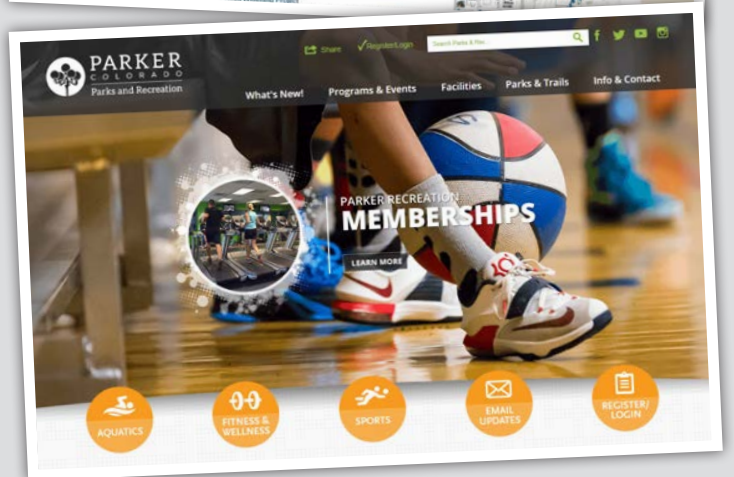 PARKER
COLORADO
Parks and Recreation
Share
Register/Login
Search Parks & Rec...
What's New!
Programs & Events
Facilities
Parks & Trails
Info & Contact
PARKER RECREATION
MEMBERSHIPS
LEARN MORE
AQUATICS
FITNESS &
WELLNESS
SPORTS
EMAIL
UPDATES
REGISTER/
LOGIN